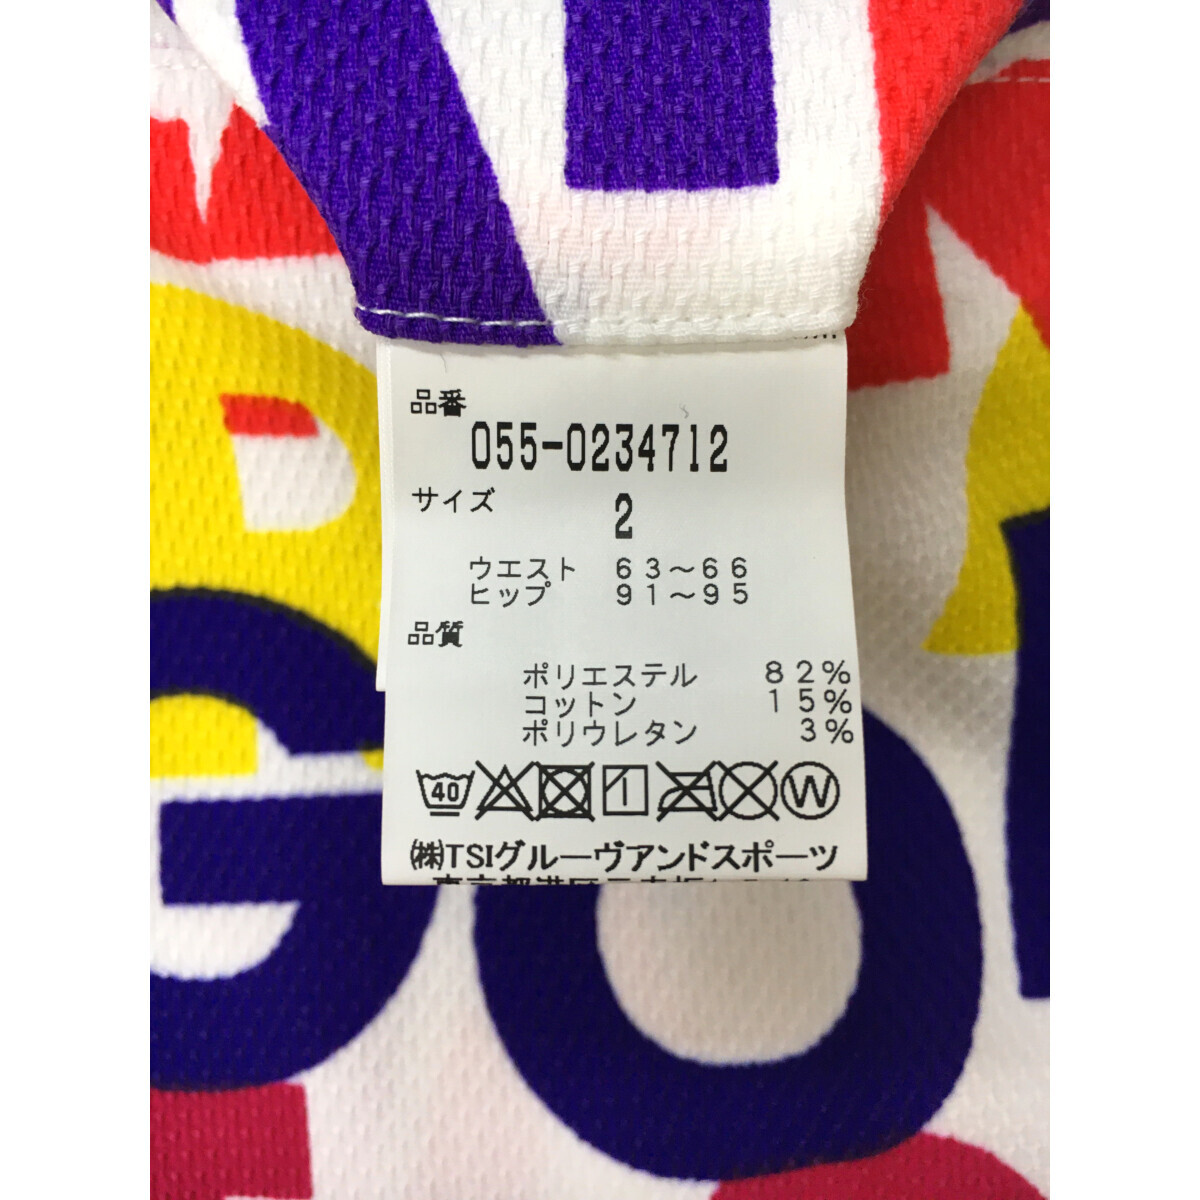 品番
055-0234712
サイズ 2
ウエスト 63～66
ヒップ 91～95
品質
ポリエステル 82%
コットン 15%
ポリウレタン 3%
40 W
㈱TSIグルーヴアンドスポーツ